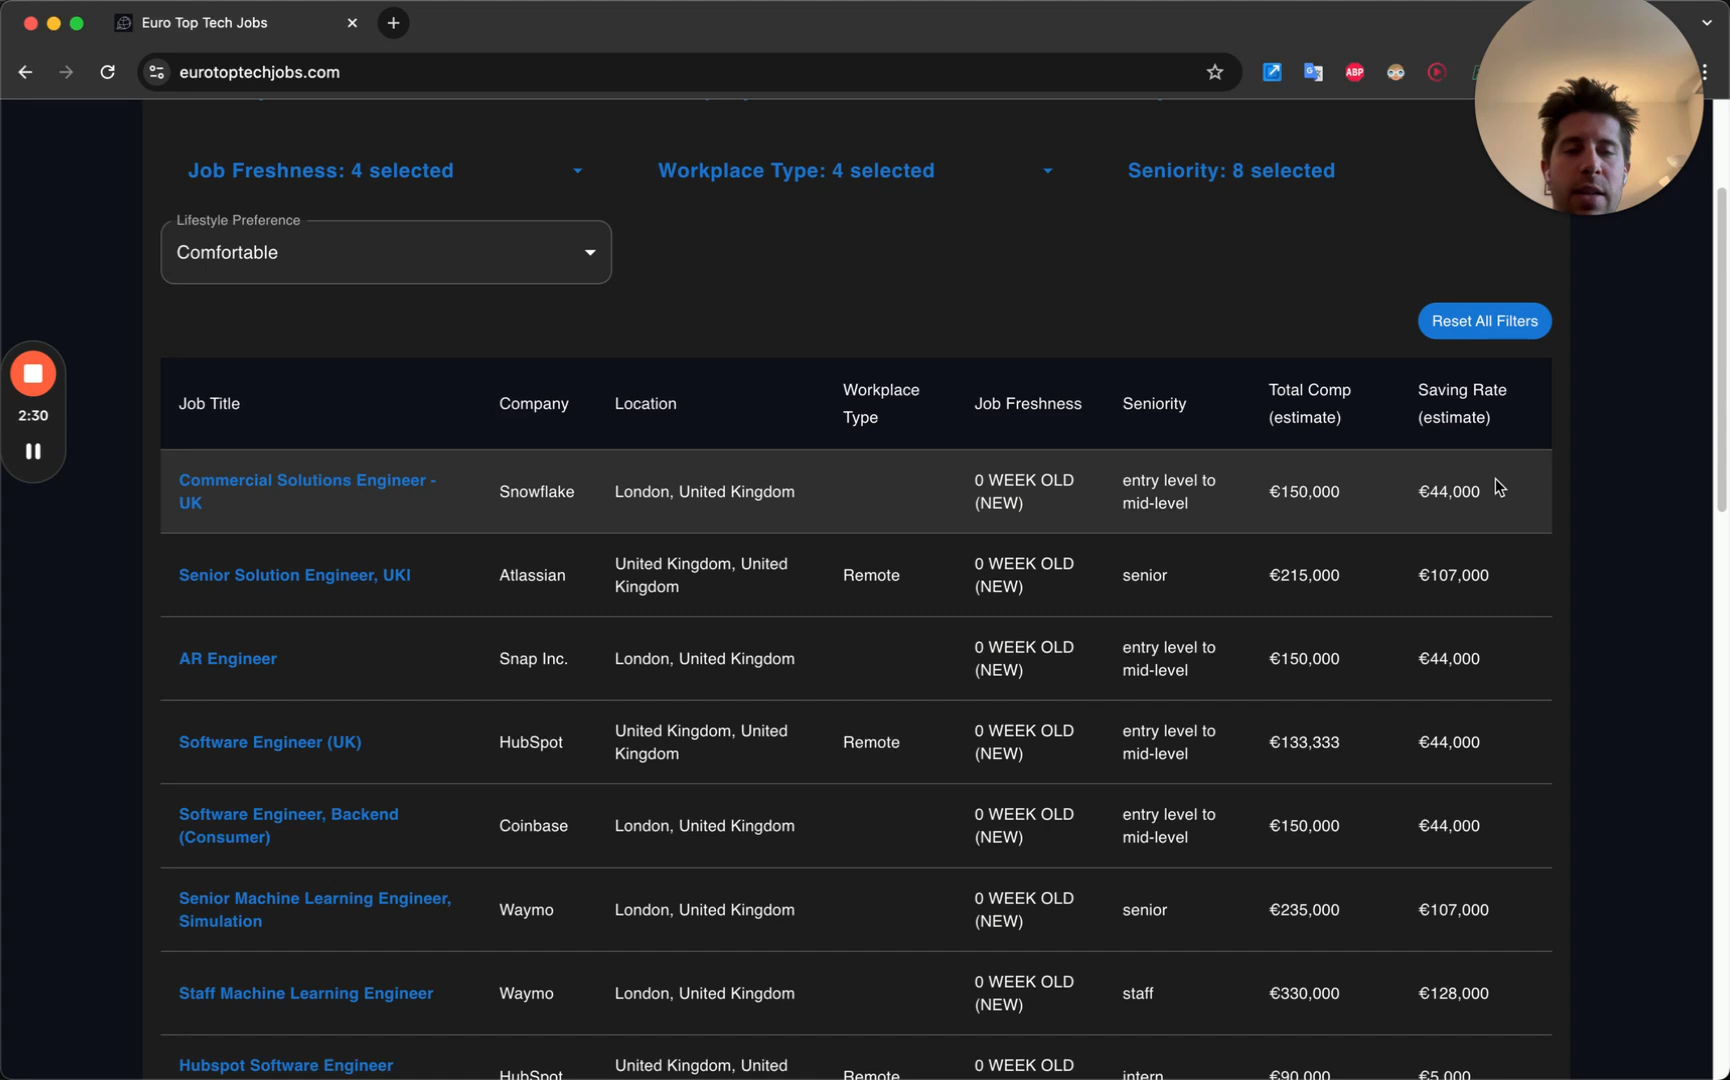 Euro Top Tech Jobs
eurotoptechjobs.com
ABP
Job Freshness: 4 selected
Workplace Type: 4 selected
Seniority: 8 selected
Lifestyle Preference
Comfortable
Reset All Filters
2:30
Job Title
Company
Location
Workplace
Type
Job Freshness
Seniority
Total Comp
(estimate)
Saving Rate
(estimate)
Commercial Solutions Engineer -
UK
Snowflake
London, United Kingdom
0 WEEK OLD
(NEW)
entry level to
mid-level
€150,000
€44,000
Senior Solution Engineer, UKI
Atlassian
United Kingdom, United
Kingdom
Remote
0 WEEK OLD
(NEW)
senior
€215,000
€107,000
AR Engineer
Snap Inc.
London, United Kingdom
0 WEEK OLD
(NEW)
entry level to
mid-level
€150,000
€44,000
Software Engineer (UK)
HubSpot
United Kingdom, United
Kingdom
Remote
0 WEEK OLD
(NEW)
entry level to
mid-level
€133,333
€44,000
Software Engineer, Backend
(Consumer)
Coinbase
London, United Kingdom
0 WEEK OLD
(NEW)
entry level to
mid-level
€150,000
€44,000
Senior Machine Learning Engineer,
Simulation
Waymo
London, United Kingdom
0 WEEK OLD
(NEW)
senior
€235,000
€107,000
Staff Machine Learning Engineer
Waymo
London, United Kingdom
0 WEEK OLD
(NEW)
staff
€330,000
€128,000
Hubspot Software Engineer
HubSpot
United Kingdom, United
Remote
0 WEEK OLD
intern
€90,000
€5,000